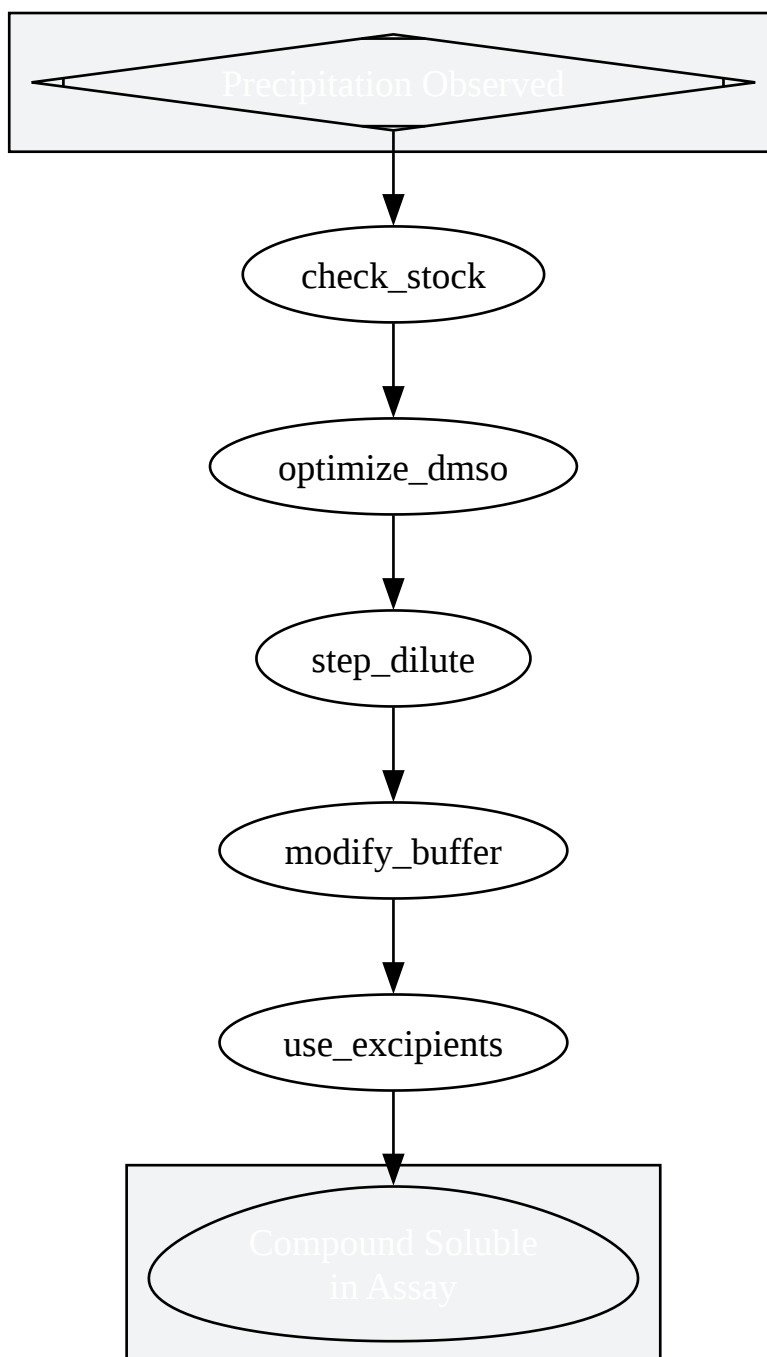 Precipitation Observed
check_stock
optimize_dmso
step_dilute
modify_buffer
use_excipients
Compound Soluble
in Assay